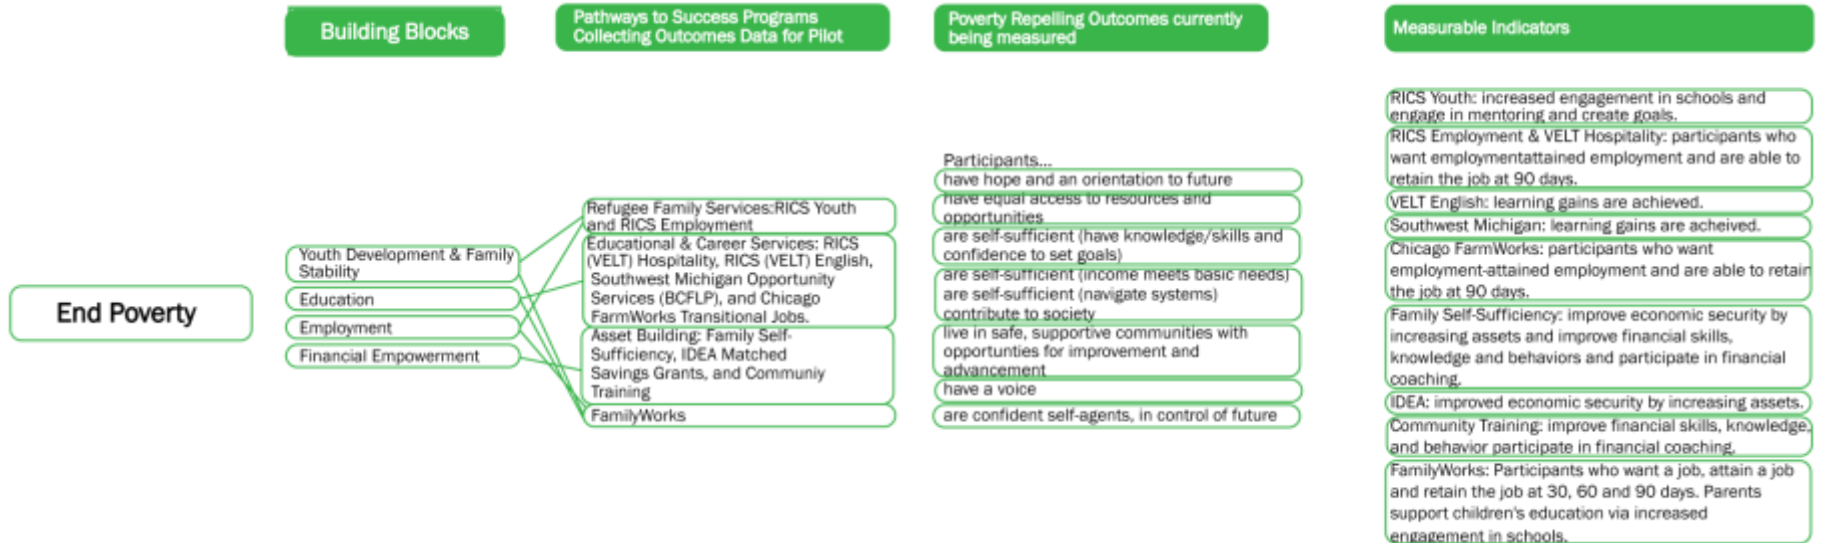 Building Blocks
Pathways to Success Programs
Collecting Outcomes Data for Pilot
Poverty Repelling Outcomes currently
being measured
Measurable Indicators
End Poverty
Youth Development & Family
Stability
Education
Employment
Financial Empowerment
Refugee Family Services:RICS Youth
and RICS Employment
Educational & Career Services: RICS
(VELT) Hospitality, RICS (VELT) English,
Southwest Michigan Opportunity
Services (BCFLP), and Chicago
FarmWorks Transitional Jobs.
Asset Building: Family Self-
Sufficiency, IDEA Matched
Savings Grants, and Communiy
Training
FamilyWorks
Participants...
have hope and an orientation to future
have equal access to resources and
opportunities
are self-sufficient (have knowledge/skills and
confidence to set goals)
are self-sufficient (income meets basic needs)
are self-sufficient (navigate systems)
contribute to society
live in safe, supportive communities with
opportunties for improvement and
advancement
have a voice
are confident self-agents, in control of future
RICS Youth: increased engagement in schools and
engage in mentoring and create goals.
RICS Employment & VELT Hospitality: participants who
want employmentattained employment and are able to
retain the job at 90 days.
VELT English: learning gains are achieved.
Southwest Michigan: learning gains are acheived.
Chicago FarmWorks: participants who want
employment-attained employment and are able to retain
the job at 90 days.
Family Self-Sufficiency: improve economic security by
increasing assets and improve financial skills,
knowledge and behaviors and participate in financial
coaching.
IDEA: improved economic security by increasing assets.
Community Training: improve financial skills, knowledge,
and behavior participate in financial coaching.
FamilyWorks: Participants who want a job, attain a job
and retain the job at 30, 60 and 90 days. Parents
support children's education via increased
engagement in schools.